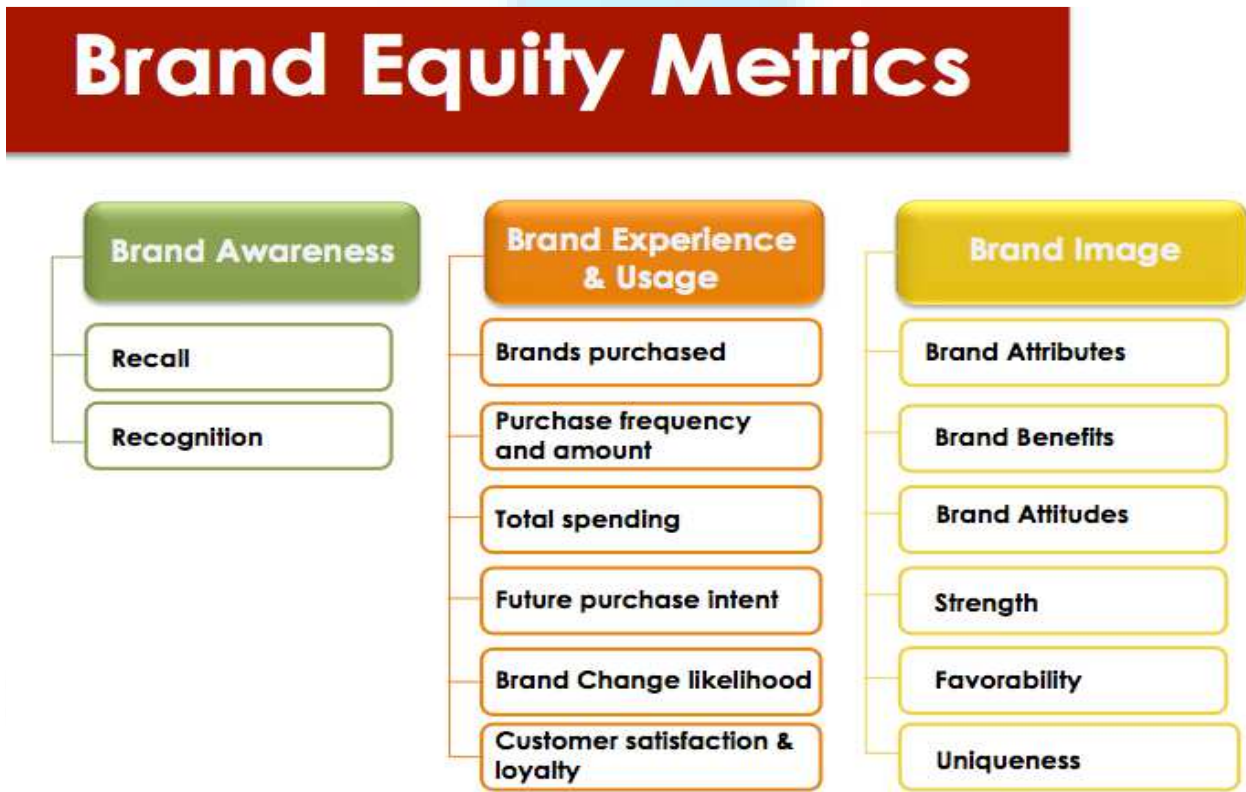 Brand Equity Metrics
Brand Awareness
Recall
Recognition
Brand Experience
& Usage
Brands purchased
Purchase frequency
and amount
Total spending
Future purchase intent
Brand Change likelihood
Customer satisfaction &
loyalty
Brand Image
Brand Attributes
Brand Benefits
Brand Attitudes
Strength
Favorability
Uniqueness